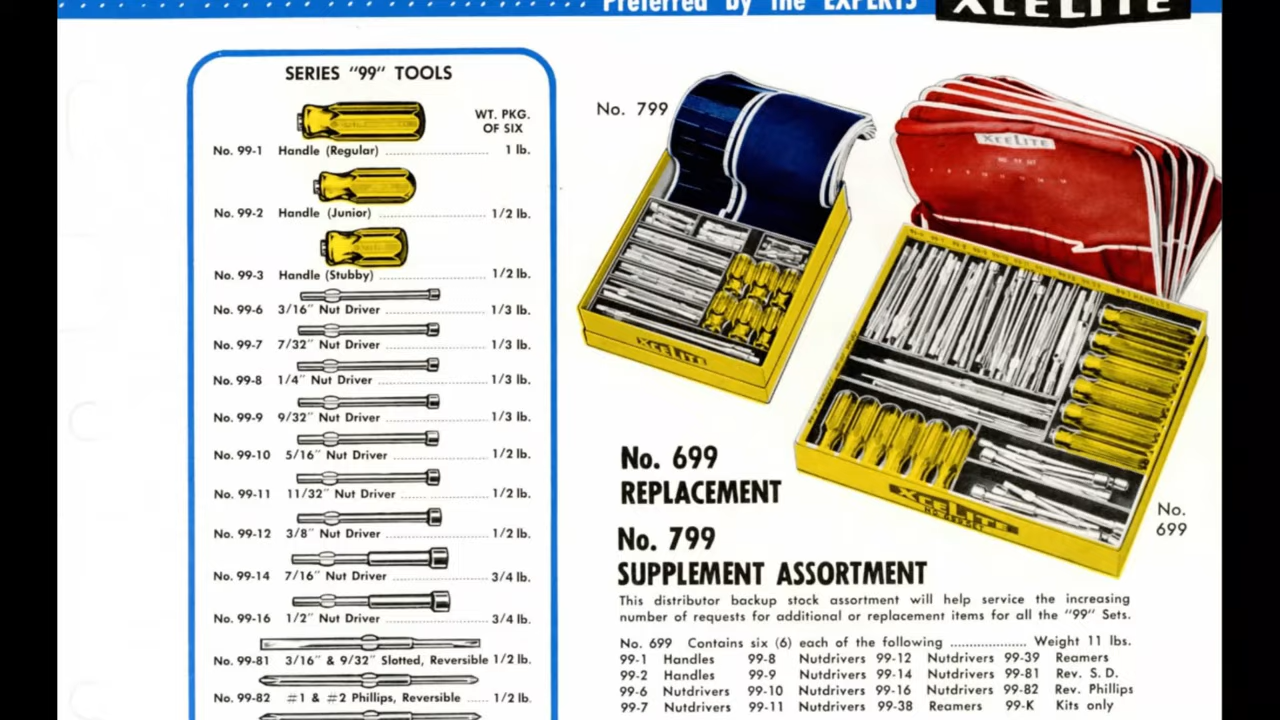 Preferred by the EXPERTS
XCELITE
SERIES "99" TOOLS
WT. PKG.
OF SIX
No. 99-1 Handle (Regular) 1 lb.
No. 99-2 Handle (Junior) 1/2 lb.
No. 99-3 Handle (Stubby) 1/2 lb.
No. 99-6 3/16" Nut Driver 1/3 lb.
No. 99-7 7/32" Nut Driver 1/3 lb.
No. 99-8 1/4" Nut Driver 1/3 lb.
No. 99-9 9/32" Nut Driver 1/3 lb.
No. 99-10 5/16" Nut Driver 1/2 lb.
No. 99-11 11/32" Nut Driver 1/2 lb.
No. 99-12 3/8" Nut Driver 1/2 lb.
No. 99-14 7/16" Nut Driver 3/4 lb.
No. 99-16 1/2" Nut Driver 3/4 lb.
No. 99-81 3/16" & 9/32" Slotted, Reversible 1/2 lb.
No. 99-82 #1 & #2 Phillips, Reversible 1/2 lb.
No. 799
XCELITE
XCELITE
XCELITE
No.
699
No. 699
REPLACEMENT
No. 799
SUPPLEMENT ASSORTMENT
This distributor backup stock assortment will help service the increasing
number of requests for additional or replacement items for all the "99" Sets.
No. 699 Contains six (6) each of the following Weight 11 lbs.
99-1 Handles 99-8 Nutdrivers 99-12 Nutdrivers 99-39 Reamers
99-2 Handles 99-9 Nutdrivers 99-14 Nutdrivers 99-81 Rev. S. D.
99-6 Nutdrivers 99-10 Nutdrivers 99-16 Nutdrivers 99-82 Rev. Phillips
99-7 Nutdrivers 99-11 Nutdrivers 99-38 Reamers 99-K Kits only